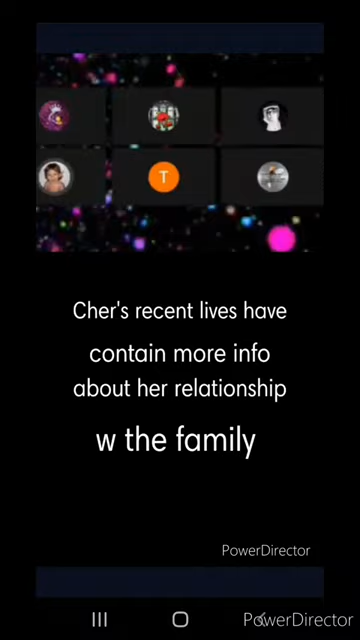 T
Cher's recent lives have
contain more info
about her relationship
w the family
PowerDirector
PowerDirector